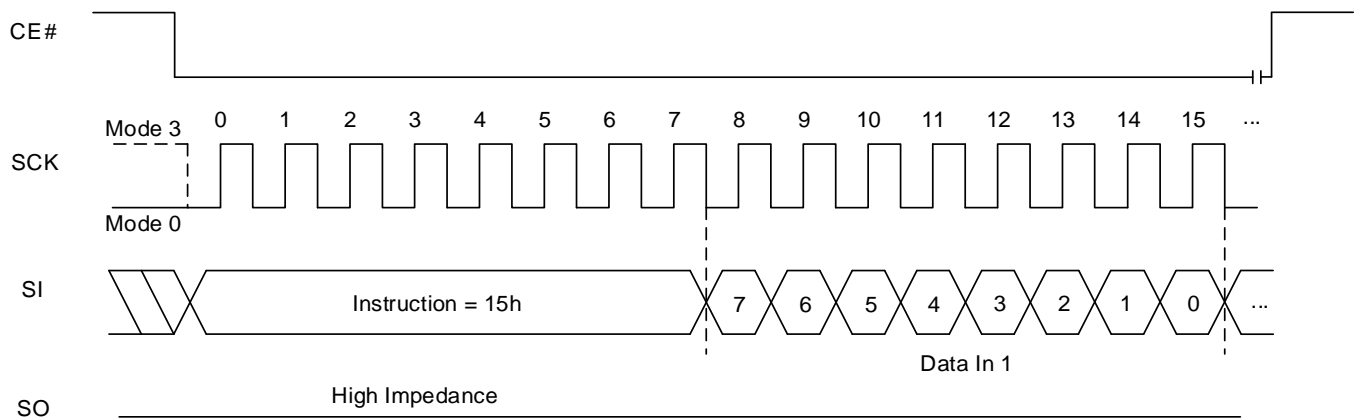 CE#
Mode 3 0 1 2 3 4 5 6 7 8 9 10 11 12 13 14 15 ...
SCK
Mode 0
SI Instruction = 15h 7 6 5 4 3 2 1 0 ...
Data In 1
High Impedance
SO